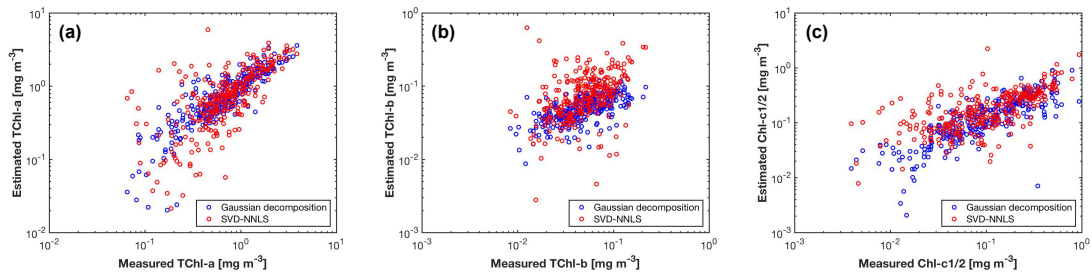 (a)
Estimated TChl-a [mg m⁻³]
10¹
10⁰
10⁻¹
10⁻²
10⁻² 10⁻¹ 10⁰ 10¹
Measured TChl-a [mg m⁻³]
Gaussian decomposition
SVD-NNLS
(b)
Estimated TChl-b [mg m⁻³]
10⁰
10⁻¹
10⁻²
10⁻³
10⁻³ 10⁻² 10⁻¹ 10⁰
Measured TChl-b [mg m⁻³]
Gaussian decomposition
SVD-NNLS
(c)
Estimated Chl-c1/2 [mg m⁻³]
10¹
10⁰
10⁻¹
10⁻²
10⁻³
10⁻³ 10⁻² 10⁻¹ 10⁰
Measured Chl-c1/2 [mg m⁻³]
Gaussian decomposition
SVD-NNLS